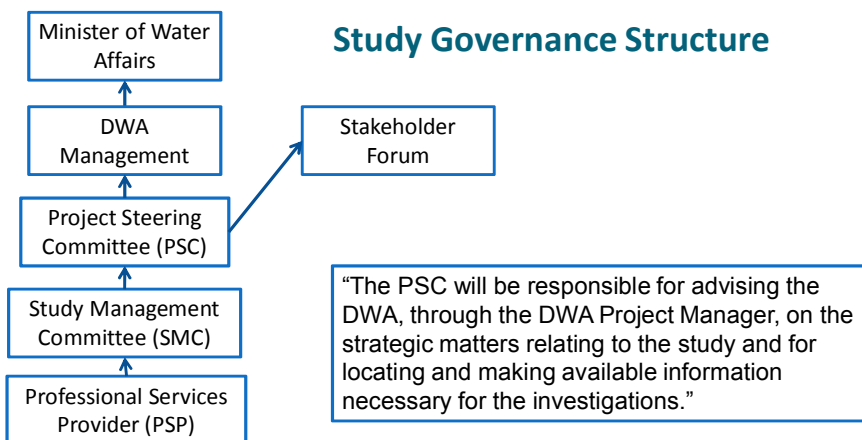 Study Governance Structure
Minister of Water
Affairs
DWA
Management
Stakeholder
Forum
Project Steering
Committee (PSC)
Study Management
Committee (SMC)
Professional Services
Provider (PSP)
“The PSC will be responsible for advising the
DWA, through the DWA Project Manager, on the
strategic matters relating to the study and for
locating and making available information
necessary for the investigations.”